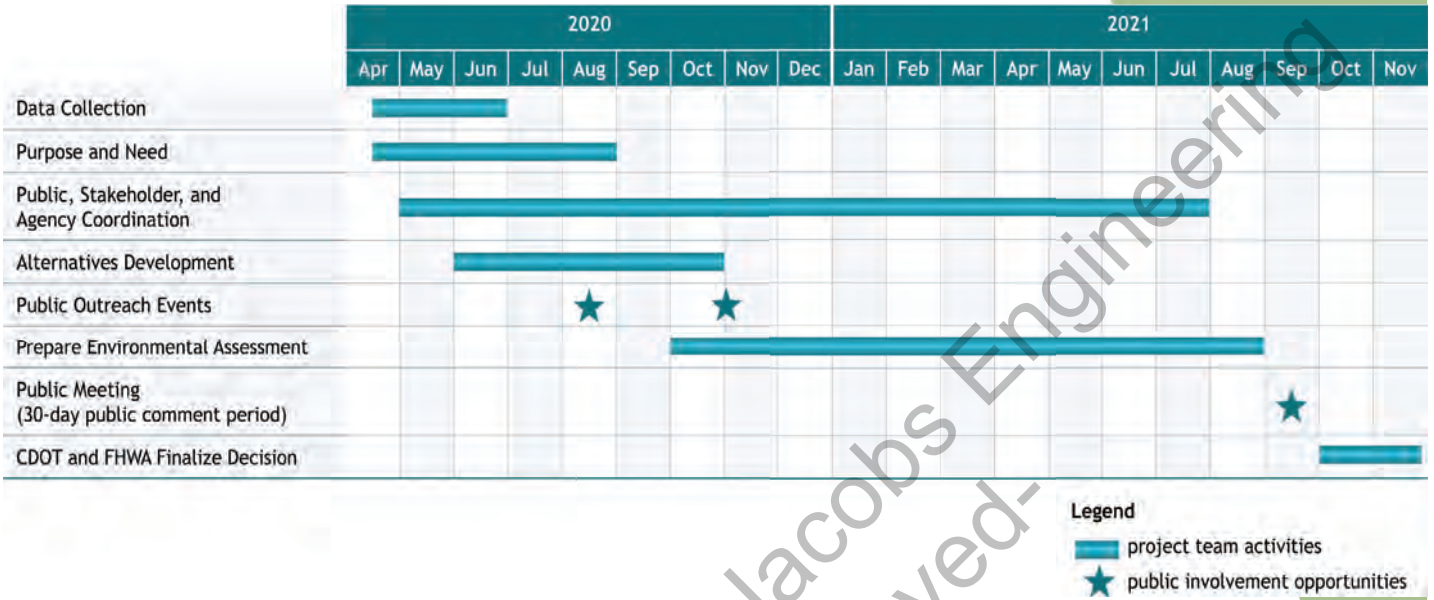 2020 2021
Apr May Jun Jul Aug Sep Oct Nov Dec Jan Feb Mar Apr May Jun Jul Aug Sep Oct Nov
Data Collection
Purpose and Need
Public, Stakeholder, and
Agency Coordination
Alternatives Development
Public Outreach Events
Prepare Environmental Assessment
Public Meeting
(30-day public comment period)
CDOT and FHWA Finalize Decision
Legend
project team activities
public involvement opportunities
Jacobs Engineering